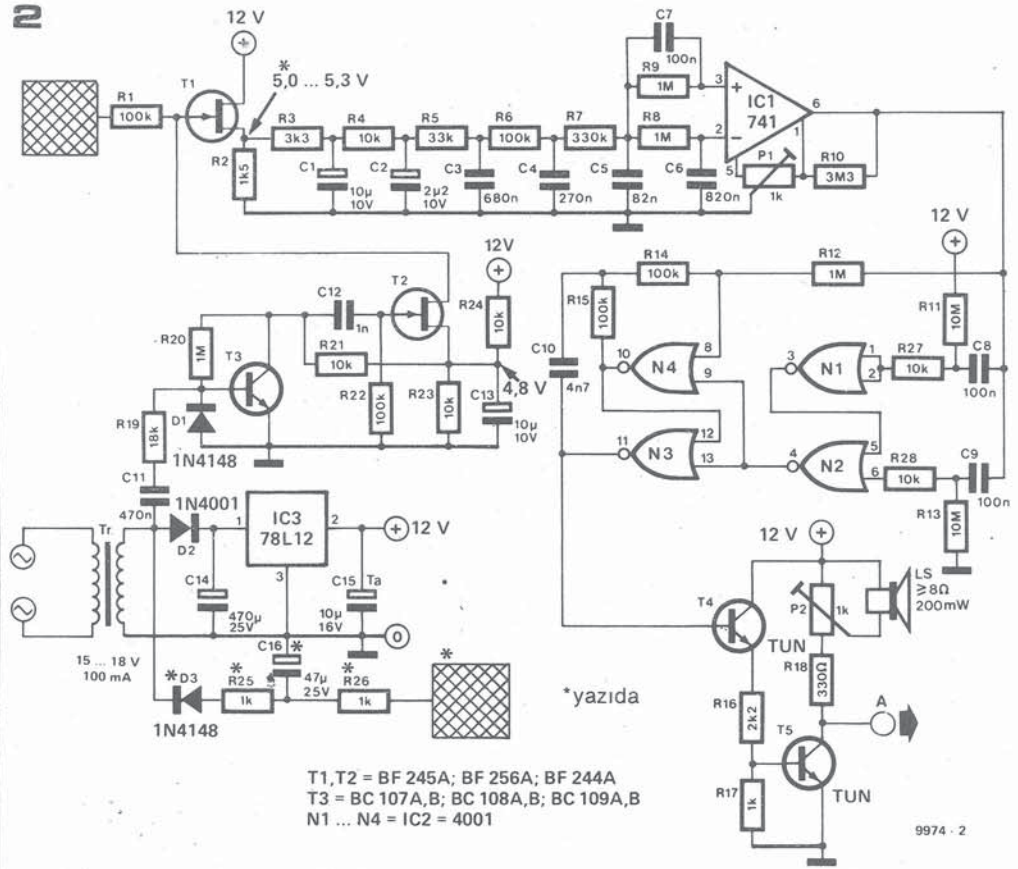 2
12 V
T1
*
5,0 ... 5,3 V
R1
100k
R2
1k5
R3
3k3
R4
10k
R5
33k
R6
100k
R7
330k
C7
100n
R9
1M
R8
1M
3
+
2
−
IC1
741
6
1
5
P1
1k
R10
3M3
C1
10µ
10V
C2
2µ2
10V
C3
680n
C4
270n
C5
82n
C6
820n
12V
R24
10k
T2
C12
1n
R20
1M
T3
R21
10k
R22
100k
R23
10k
4,8 V
C13
10µ
10V
R19
18k
D1
1N4148
C11
470n
1N4001
D2
Tr
15 ... 18 V
100 mA
1
IC3
78L12
2
3
12 V
C14
470µ
25V
C15
Ta
10µ
16V
0
C16
*
47µ
25V
*
D3
1N4148
*
R25
1k
*
R26
1k
*
R14
100k
R12
1M
R15
100k
C10
4n7
10
N4
8
9
11
N3
12
13
12 V
R11
10M
3
N1
1
2
R27
10k
C8
100n
4
N2
5
6
R28
10k
C9
100n
R13
10M
12 V
P2
1k
LS
≥8Ω
200mW
T4
TUN
R18
330Ω
R16
2k2
T5
TUN
A
R17
1k
*yazıda
T1,T2 = BF 245A; BF 256A; BF 244A
T3 = BC 107A,B; BC 108A,B; BC 109A,B
N1 ... N4 = IC2 = 4001
9974 - 2